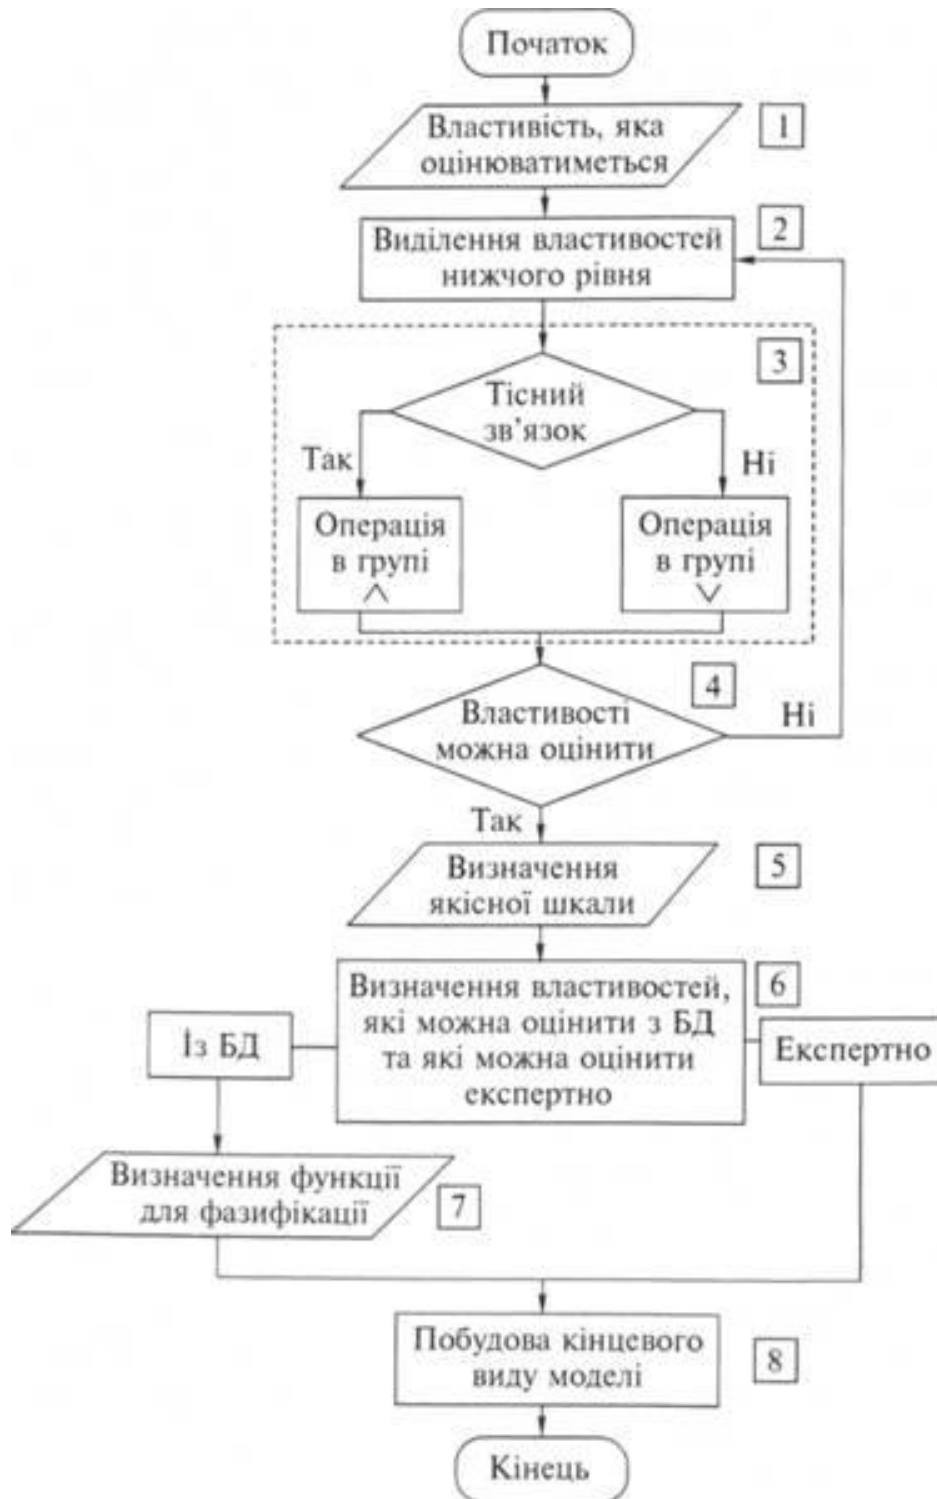 Початок
Властивість, яка
оцінюватиметься
1
Виділення властивостей
нижчого рівня
2
3
Тісний
зв'язок
Так
Ні
Операція
в групі
∧
Операція
в групі
∨
4
Властивості
можна оцінити
Ні
Так
Визначення
якісної шкали
5
Визначення властивостей,
які можна оцінити з БД
та які можна оцінити
експертно
6
Із БД
Експертно
Визначення функції
для фазифікації
7
Побудова кінцевого
виду моделі
8
Кінець